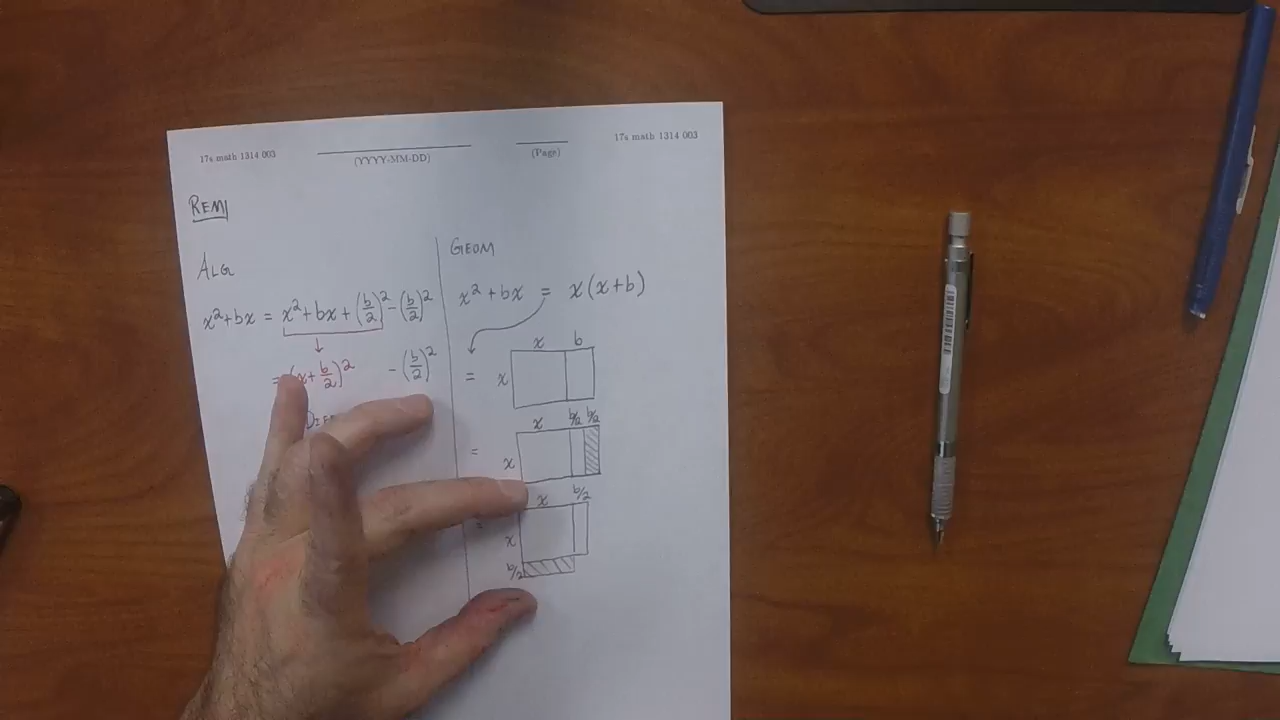 17s math 1314 003
(YYYY-MM-DD)
(Page)
17s math 1314 003
REM
ALG
x²+bx = x²+bx+(b/2)²-(b/2)²
= (x+b/2)² -(b/2)²
GEOM
x²+bx = x(x+b)
x b
= x
x b/2 b/2
= x
x b/2
= x
b/2